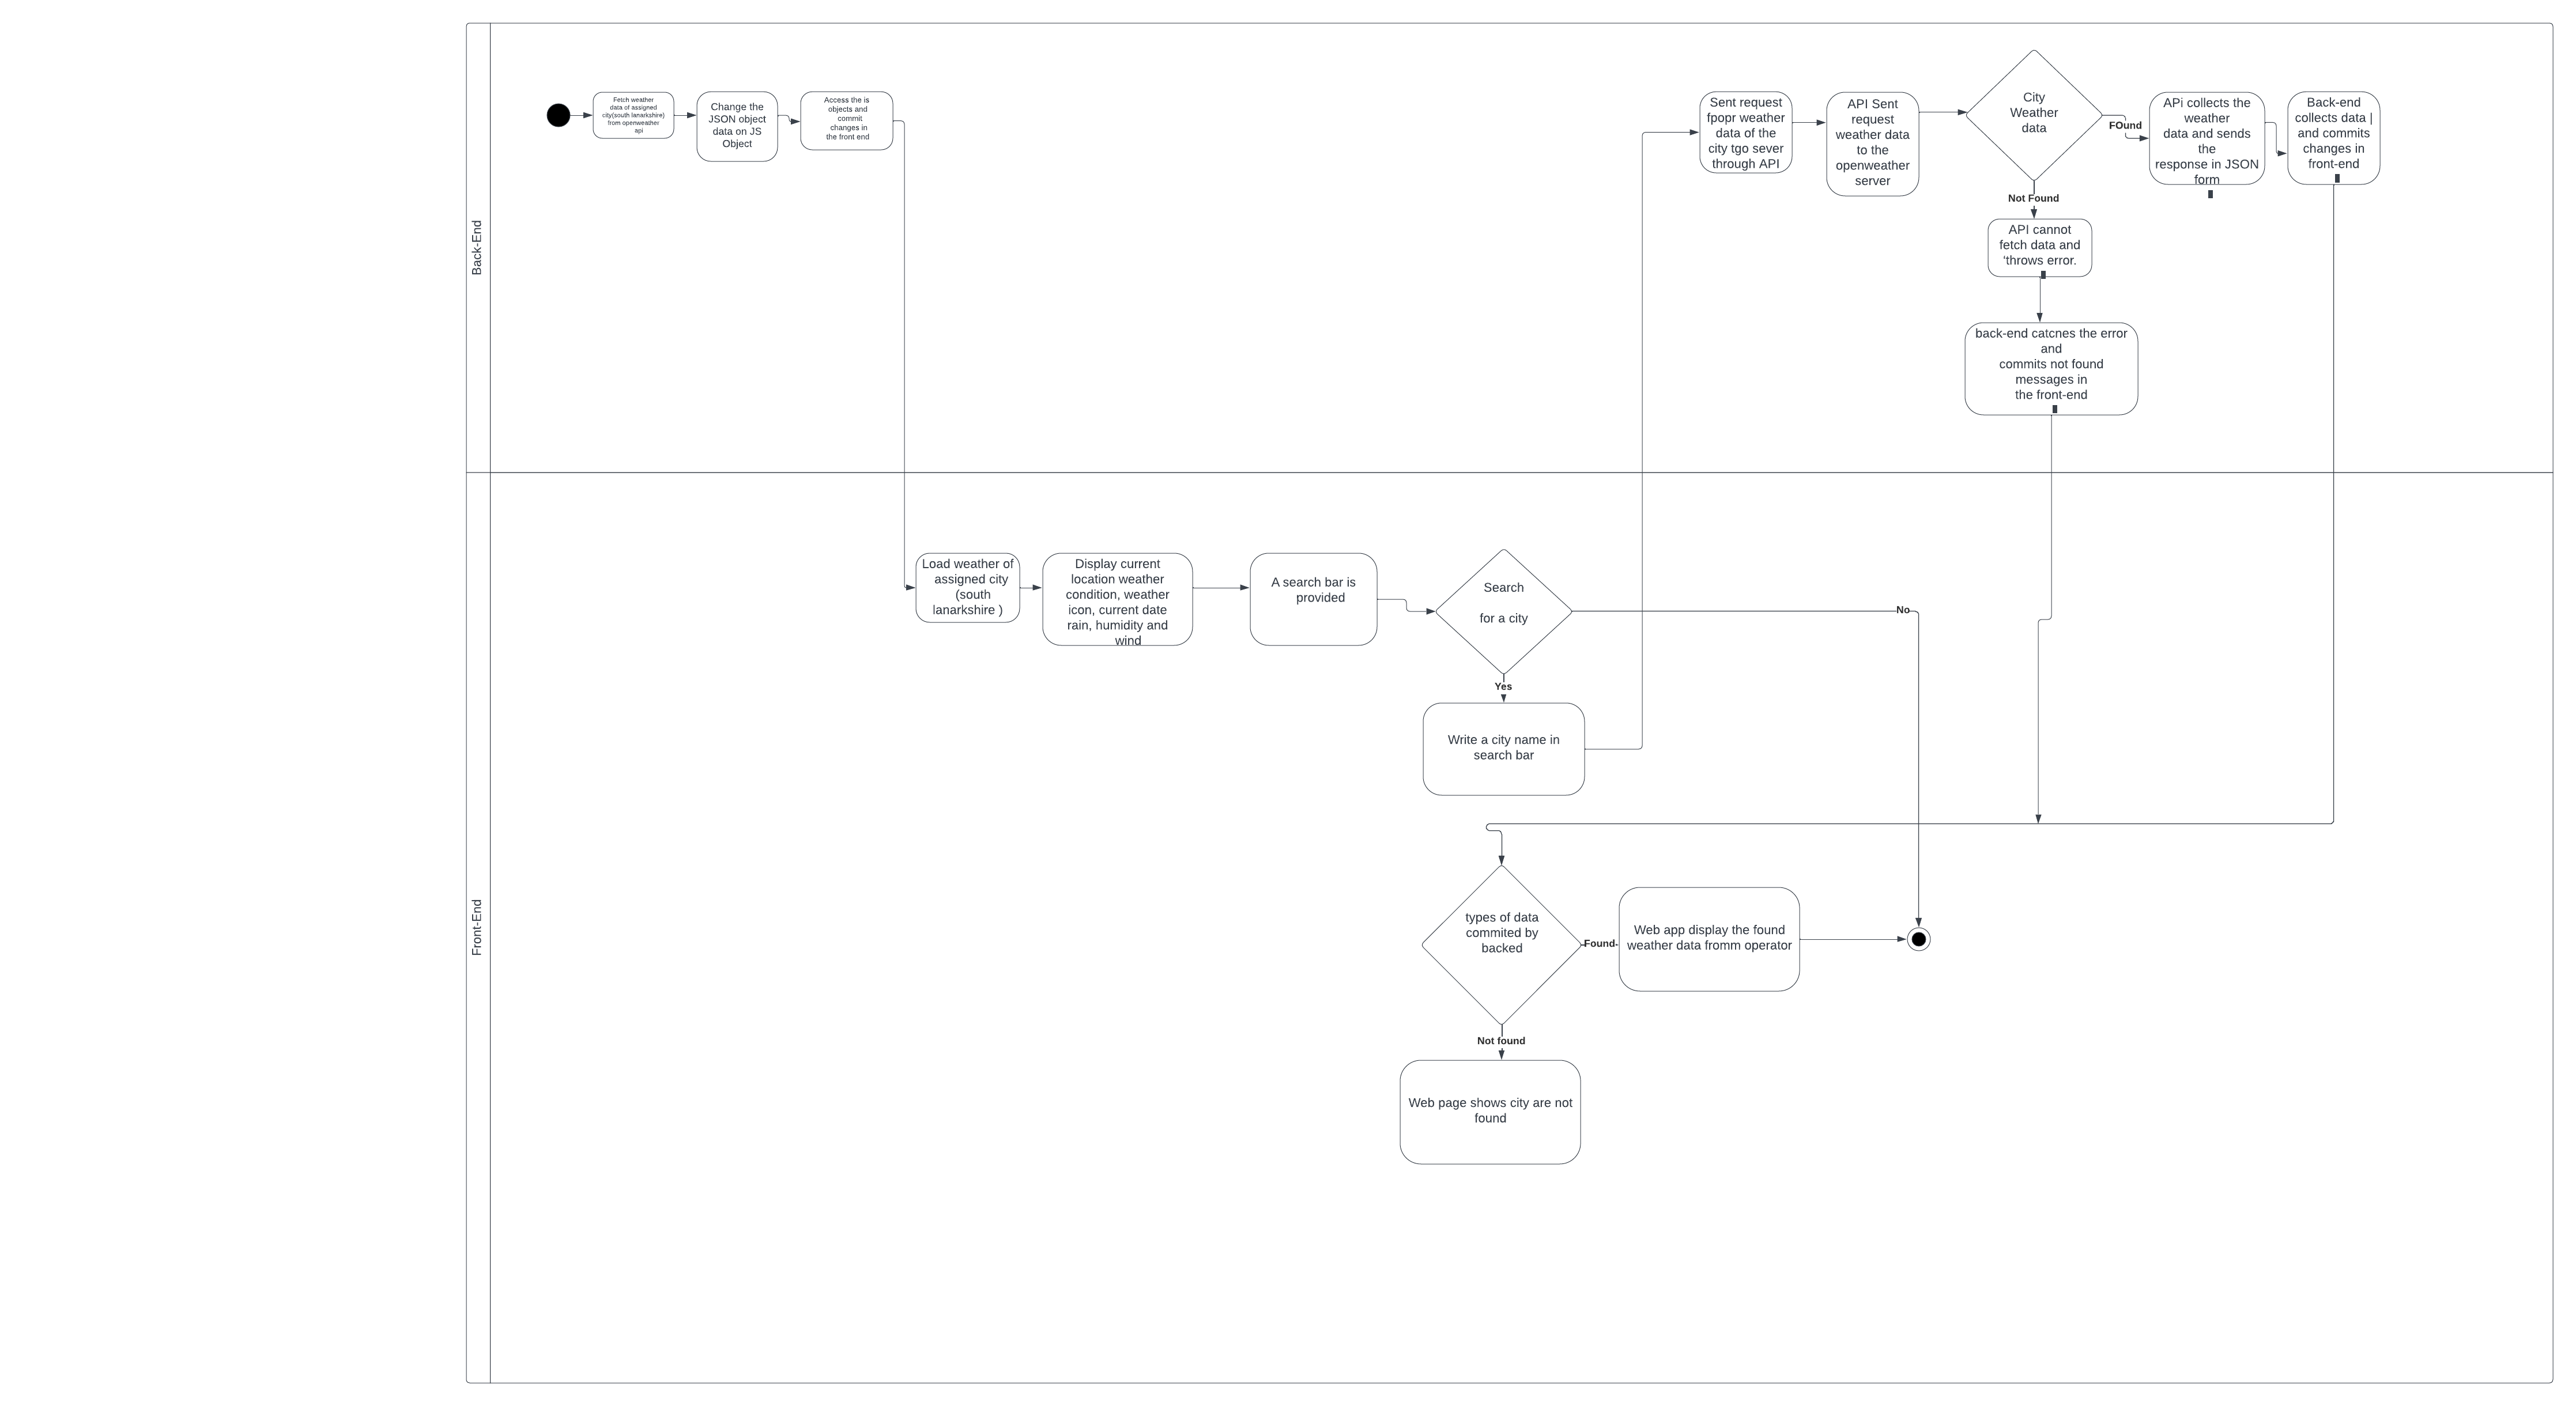 Back-End
Fetch weather
data of assigned
city(south lanarkshire)
from openweather
api
Change the
JSON object
data on JS
Object
Access the is
objects and
commit
changes in
the front end
Sent request
fpopr weather
data of the
city tgo sever
through API
API Sent
request
weather data
to the
openweather
server
City
Weather
data
FOund
APi collects the
weather
data and sends
the
response in JSON
form
Back-end
collects data |
and commits
changes in
front-end
Not Found
API cannot
fetch data and
'throws error.
back-end catcnes the error
and
commits not found
messages in
the front-end
Front-End
Load weather of
assigned city
(south
lanarkshire )
Display current
location weather
condition, weather
icon, current date
rain, humidity and
wind
A search bar is
provided
Search
for a city
No
Yes
Write a city name in
search bar
types of data
commited by
backed
Found
Web app display the found
weather data fromm operator
Not found
Web page shows city are not
found